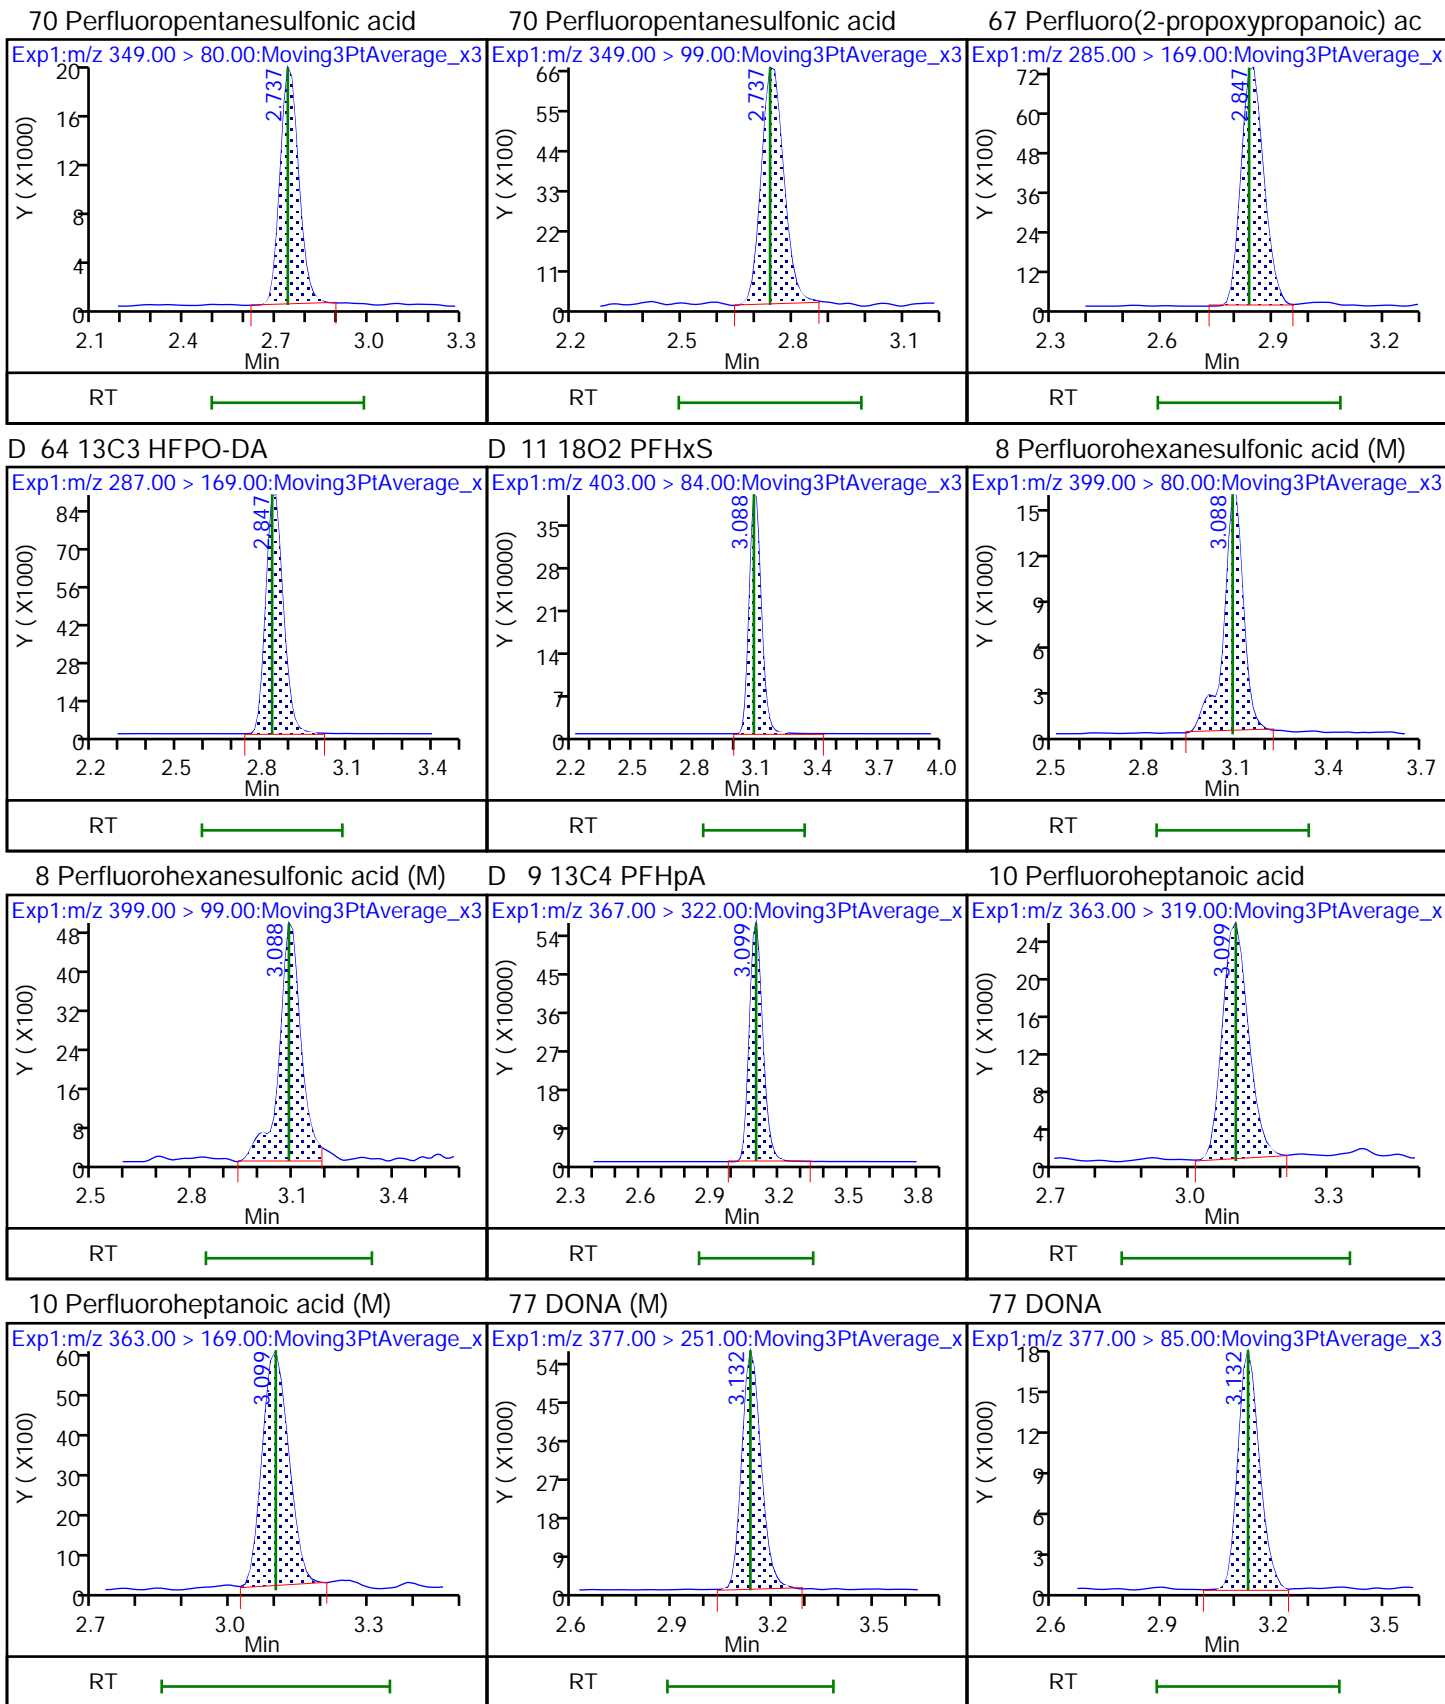 70 Perfluoropentanesulfonic acid
Exp1:m/z 349.00 > 80.00:Moving3PtAverage_x3
Y ( X1000)
20
16
12
8
4
0
2.737
2.1 2.4 2.7 3.0 3.3
Min
RT
70 Perfluoropentanesulfonic acid
Exp1:m/z 349.00 > 99.00:Moving3PtAverage_x3
Y ( X100)
66
55
44
33
22
11
0
2.737
2.2 2.5 2.8 3.1
Min
RT
67 Perfluoro(2-propoxypropanoic) ac
Exp1:m/z 285.00 > 169.00:Moving3PtAverage_x
Y ( X100)
72
60
48
36
24
12
0
2.847
2.3 2.6 2.9 3.2
Min
RT
D 64 13C3 HFPO-DA
Exp1:m/z 287.00 > 169.00:Moving3PtAverage_x
Y ( X1000)
84
70
56
42
28
14
0
2.847
2.2 2.5 2.8 3.1 3.4
Min
RT
D 11 18O2 PFHxS
Exp1:m/z 403.00 > 84.00:Moving3PtAverage_x3
Y ( X10000)
35
28
21
14
7
0
3.088
2.2 2.5 2.8 3.1 3.4 3.7 4.0
Min
RT
8 Perfluorohexanesulfonic acid (M)
Exp1:m/z 399.00 > 80.00:Moving3PtAverage_x3
Y ( X1000)
15
12
9
6
3
0
3.088
2.5 2.8 3.1 3.4 3.7
Min
RT
8 Perfluorohexanesulfonic acid (M)
Exp1:m/z 399.00 > 99.00:Moving3PtAverage_x3
Y ( X100)
48
40
32
24
16
8
0
3.088
2.5 2.8 3.1 3.4
Min
RT
D 9 13C4 PFHpA
Exp1:m/z 367.00 > 322.00:Moving3PtAverage_x
Y ( X10000)
54
45
36
27
18
9
0
3.099
2.3 2.6 2.9 3.2 3.5 3.8
Min
RT
10 Perfluoroheptanoic acid
Exp1:m/z 363.00 > 319.00:Moving3PtAverage_x
Y ( X1000)
24
20
16
12
8
4
0
3.099
2.7 3.0 3.3
Min
RT
10 Perfluoroheptanoic acid (M)
Exp1:m/z 363.00 > 169.00:Moving3PtAverage_x
Y ( X100)
60
50
40
30
20
10
0
3.099
2.7 3.0 3.3
Min
RT
77 DONA (M)
Exp1:m/z 377.00 > 251.00:Moving3PtAverage_x
Y ( X1000)
54
45
36
27
18
9
0
3.132
2.6 2.9 3.2 3.5
Min
RT
77 DONA
Exp1:m/z 377.00 > 85.00:Moving3PtAverage_x3
Y ( X1000)
18
15
12
9
6
3
0
3.132
2.6 2.9 3.2 3.5
Min
RT